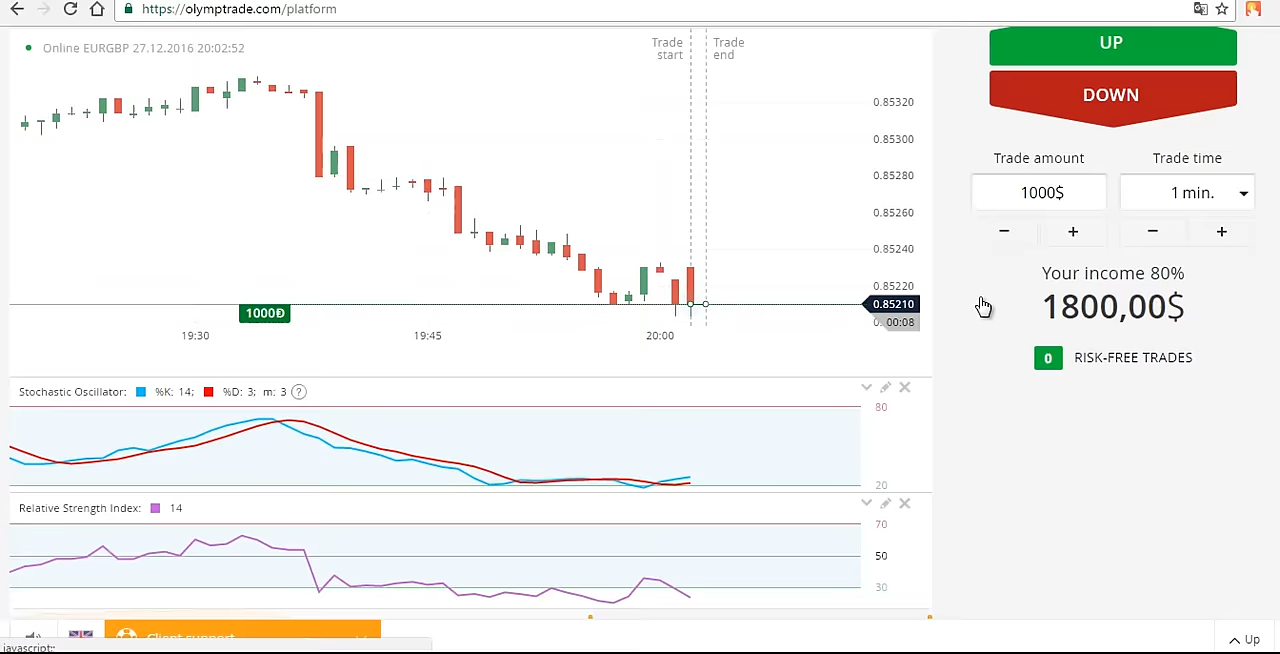 https://olymptrade.com/platform
Online EURGBP 27.12.2016 20:02:52
Trade start
Trade end
0.85320
0.85300
0.85280
0.85260
0.85240
0.85220
0.85210
00:08
1000Đ
19:30
19:45
20:00
UP
DOWN
Trade amount
Trade time
1000$
1 min.
− + − +
Your income 80%
1800,00$
0 RISK-FREE TRADES
Stochastic Oscillator: %K: 14; %D: 3; m: 3 ?
80
20
Relative Strength Index: 14
70
50
30
Client support
Up
javascript: